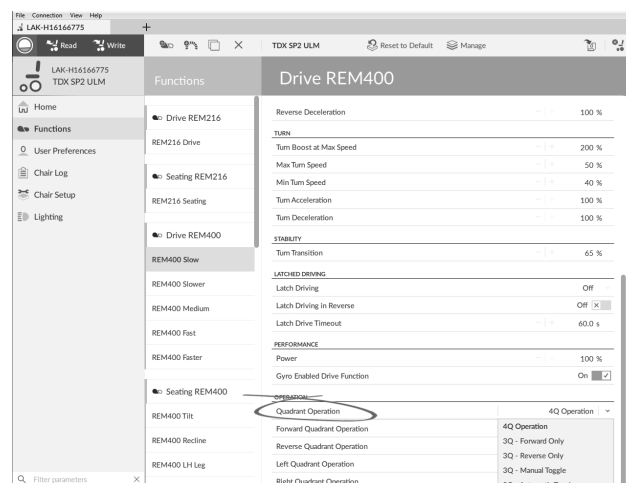 File Connection View Help
LAK-H16166775
Read Write TDX SP2 ULM Reset to Default Manage
LAK-H16166775
TDX SP2 ULM
Home
Functions
User Preferences
Chair Log
Chair Setup
Lighting
Filter parameters
Functions
Drive REM216
REM216 Drive
Seating REM216
REM216 Seating
Drive REM400
REM400 Slow
REM400 Slower
REM400 Medium
REM400 Fast
REM400 Faster
Seating REM400
REM400 Tilt
REM400 Recline
REM400 LH Leg
Drive REM400
Reverse Deceleration 100 %
TURN
Turn Boost at Max Speed 200 %
Max Turn Speed 50 %
Min Turn Speed 40 %
Turn Acceleration 100 %
Turn Deceleration 100 %
STABILITY
Turn Transition 65 %
LATCHED DRIVING
Latch Driving Off
Latch Driving in Reverse Off
Latch Drive Timeout 60.0 s
PERFORMANCE
Power 100 %
Gyro Enabled Drive Function On
OPERATION
Quadrant Operation 4Q Operation
Forward Quadrant Operation 4Q Operation
Reverse Quadrant Operation 3Q - Forward Only
3Q - Reverse Only
Left Quadrant Operation 3Q - Manual Toggle
Right Quadrant Operation